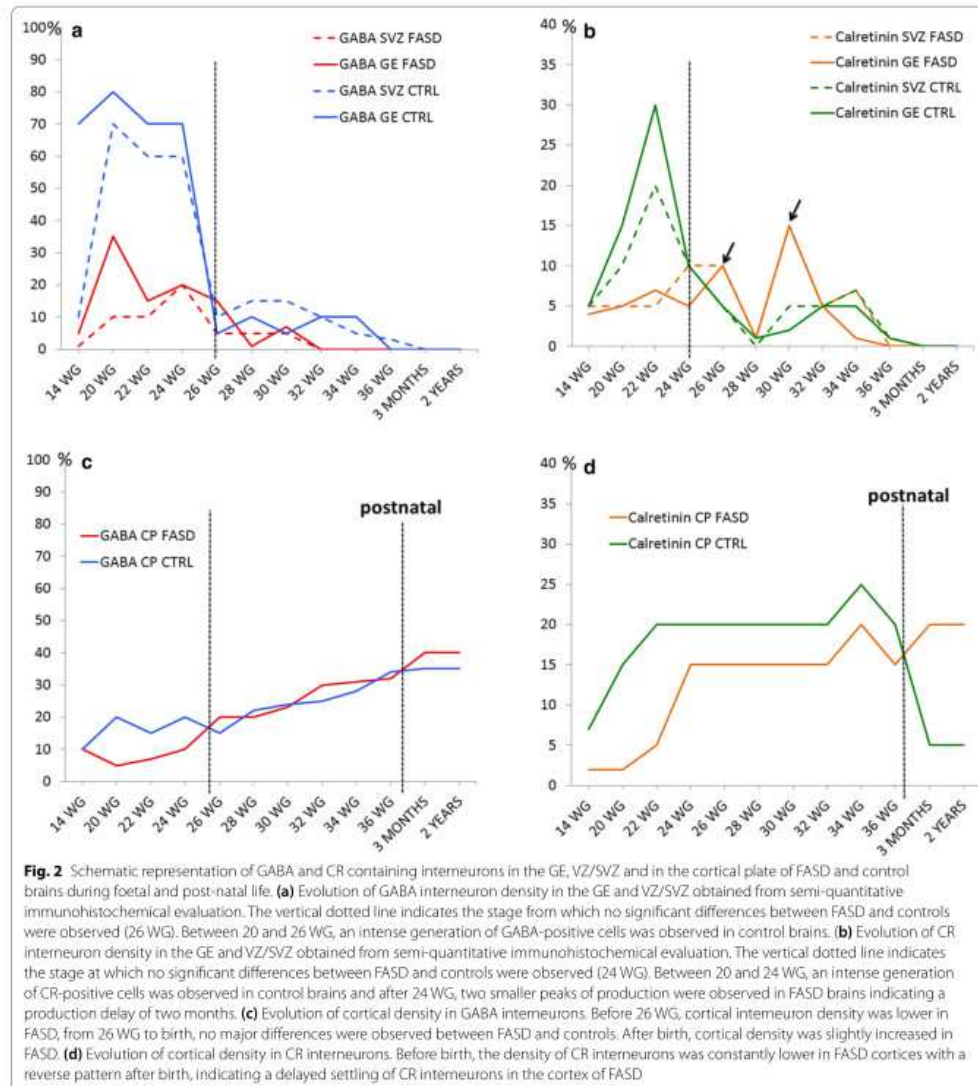 a
100%
90
80
70
60
50
40
30
20
10
0
GABA SVZ FASD
GABA GE FASD
GABA SVZ CTRL
GABA GE CTRL
14 WG
20 WG
22 WG
24 WG
26 WG
28 WG
30 WG
32 WG
34 WG
36 WG
3 MONTHS
2 YEARS
b
40 %
35
30
25
20
15
10
5
0
Calretinin SVZ FASD
Calretinin GE FASD
Calretinin SVZ CTRL
Calretinin GE CTRL
14 WG
20 WG
22 WG
24 WG
26 WG
28 WG
30 WG
32 WG
34 WG
36 WG
3 MONTHS
2 YEARS
c
100 %
90
80
70
60
50
40
30
20
10
0
postnatal
GABA CP FASD
GABA CP CTRL
14 WG
20 WG
22 WG
24 WG
26 WG
28 WG
30 WG
32 WG
34 WG
36 WG
3 MONTHS
2 YEARS
d
40 %
35
30
25
20
15
10
5
0
postnatal
Calretinin CP FASD
Calretinin CP CTRL
14 WG
20 WG
22 WG
24 WG
26 WG
28 WG
30 WG
32 WG
34 WG
36 WG
3 MONTHS
2 YEARS
Fig. 2 Schematic representation of GABA and CR containing interneurons in the GE, VZ/SVZ and in the cortical plate of FASD and control
brains during foetal and post-natal life. (a) Evolution of GABA interneuron density in the GE and VZ/SVZ obtained from semi-quantitative
immunohistochemical evaluation. The vertical dotted line indicates the stage from which no significant differences between FASD and controls
were observed (26 WG). Between 20 and 26 WG, an intense generation of GABA-positive cells was observed in control brains. (b) Evolution of CR
interneuron density in the GE and VZ/SVZ obtained from semi-quantitative immunohistochemical evaluation. The vertical dotted line indicates
the stage at which no significant differences between FASD and controls were observed (24 WG). Between 20 and 24 WG, an intense generation
of CR-positive cells was observed in control brains and after 24 WG, two smaller peaks of production were observed in FASD brains indicating a
production delay of two months. (c) Evolution of cortical density in GABA interneurons. Before 26 WG, cortical interneuron density was lower in
FASD, from 26 WG to birth, no major differences were observed between FASD and controls. After birth, cortical density was slightly increased in
FASD. (d) Evolution of cortical density in CR interneurons. Before birth, the density of CR interneurons was constantly lower in FASD cortices with a
reverse pattern after birth, indicating a delayed settling of CR interneurons in the cortex of FASD